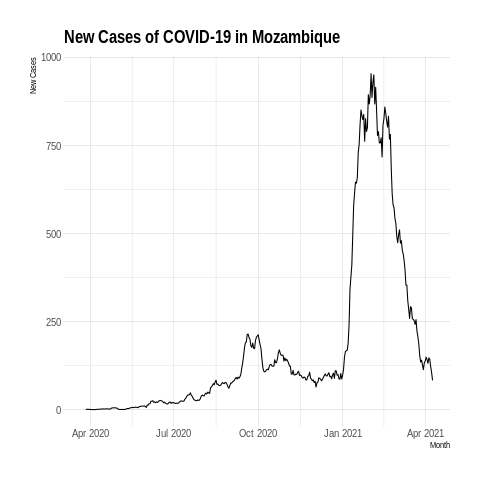 New Cases of COVID-19 in Mozambique
New Cases
1000
750
500
250
0
Apr 2020 Jul 2020 Oct 2020 Jan 2021 Apr 2021
Month